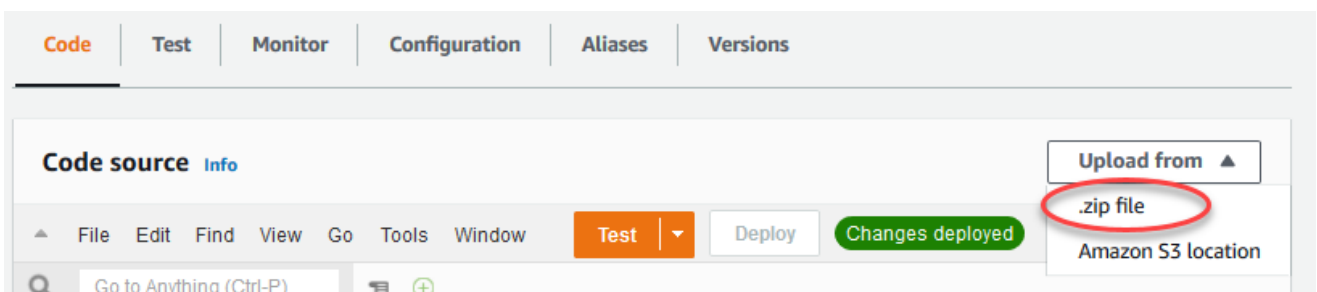 Code Test Monitor Configuration Aliases Versions
Code source Info
Upload from
.zip file
Amazon S3 location
File Edit Find View Go Tools Window Test Deploy Changes deployed
Go to Anything (Ctrl-P)